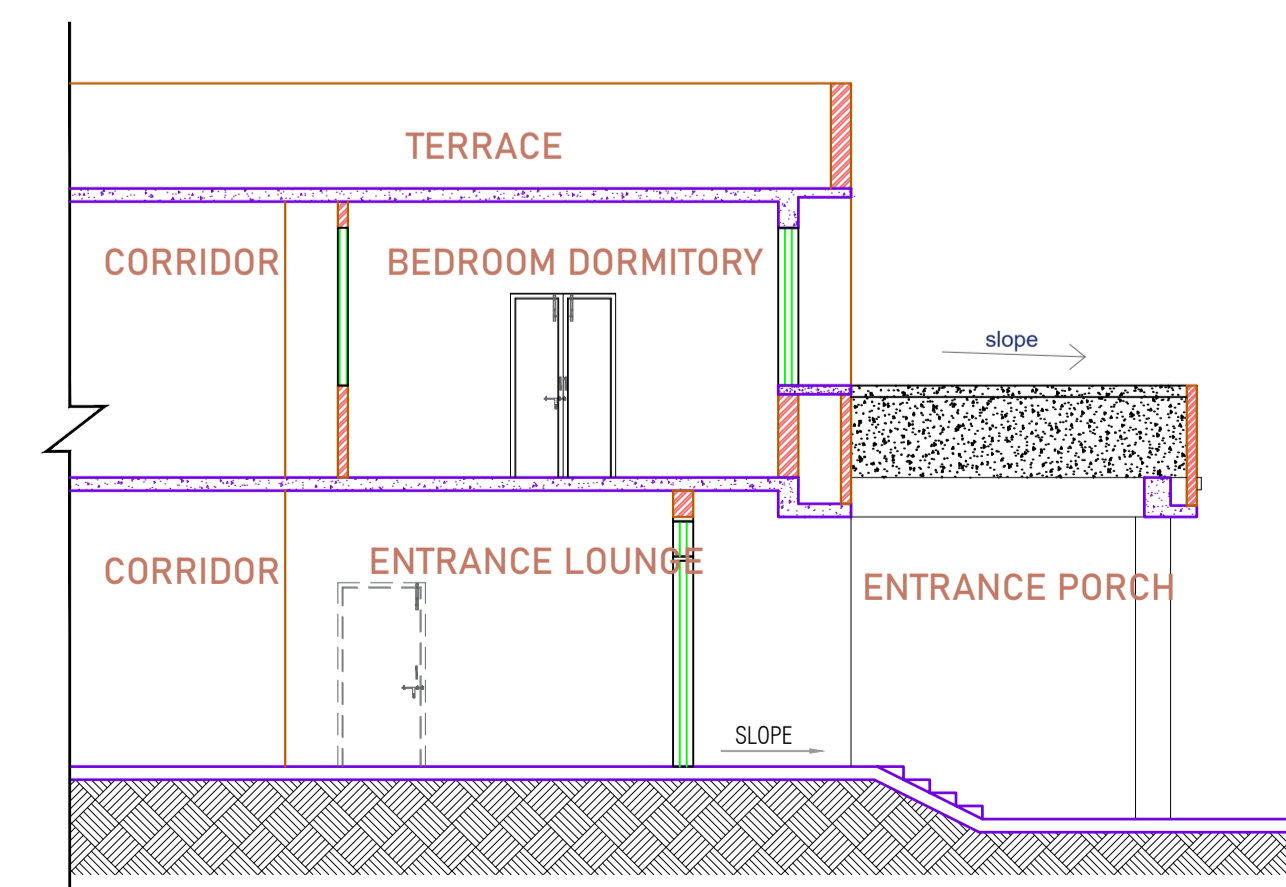 TERRACE
CORRIDOR
BEDROOM DORMITORY
slope
CORRIDOR
ENTRANCE LOUNGE
ENTRANCE PORCH
SLOPE